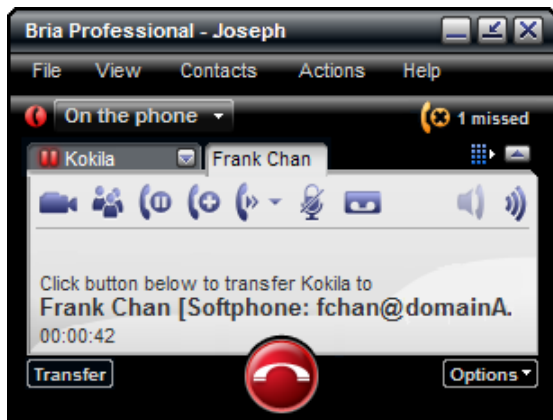 Bria Professional - Joseph
File View Contacts Actions Help
On the phone 1 missed
Kokila Frank Chan
Click button below to transfer Kokila to
Frank Chan [Softphone: fchan@domainA.
00:00:42
Transfer Options